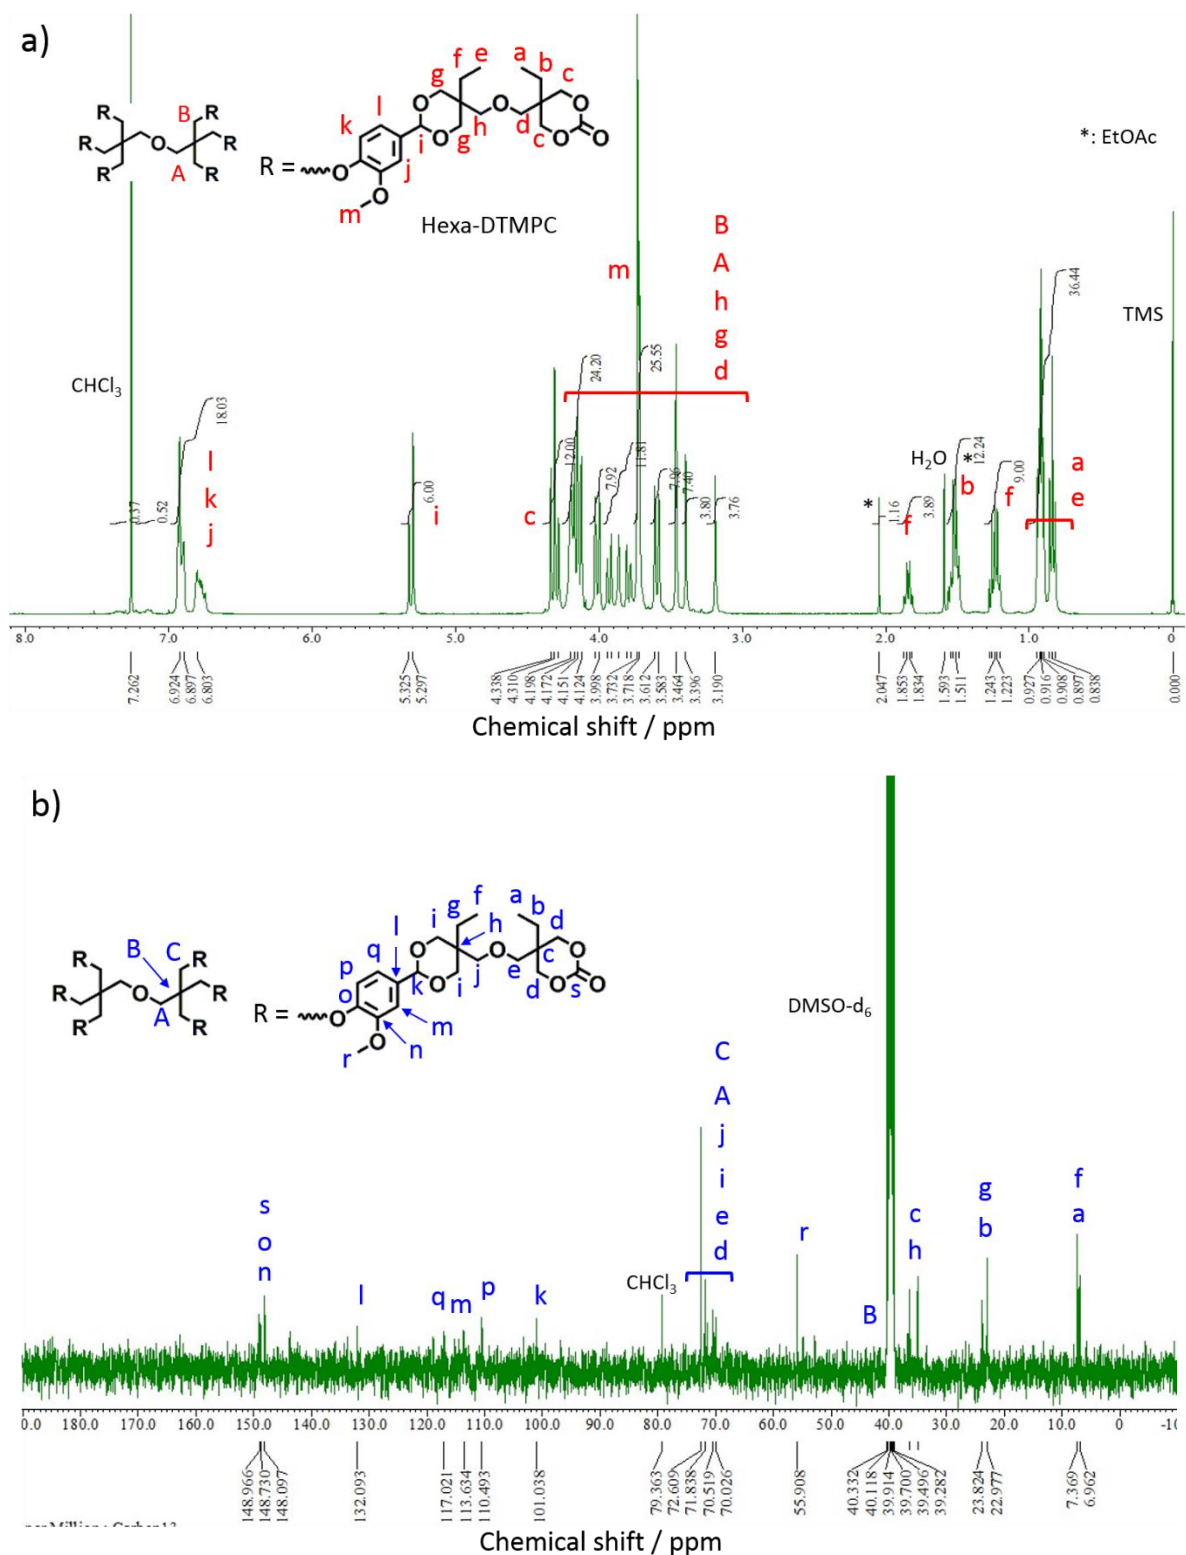 a)
f e a b
g c
R B R
l
k
R O R O O O
R R O O O
h d
A g c
R R i
R = O j
O
m
*: EtOAc
Hexa-DTMPC
B
A
m h
g
d
TMS
CHCl3
H2O
*
*
l
k
j
i
c
f
b
f
a
e
0.37 0.52 18.03 6.00 12.00 24.20 7.92 11.81 25.55 7.96 7.40 3.80 3.76 1.16 3.89 12.24 9.00 36.44
8.0 7.0 6.0 5.0 4.0 3.0 2.0 1.0 0
7.262 6.924 6.897 6.803 5.325 5.297 4.338 4.310 4.198 4.172 4.151 4.124 3.998 3.732 3.718 3.612 3.583 3.464 3.396 3.190 2.047 1.853 1.834 1.593 1.511 1.243 1.223 0.927 0.916 0.908 0.897 0.838 0.000
Chemical shift / ppm
b)
f a
g b
l i h d
q
B C p O O c O
R R o k O j e d O s O
R O R i
R A R R = O m
O n
r
DMSO-d6
C
A
j
i
e
d
s
o
n
l
q
m
p
k
CHCl3
r
B
c
h
g
b
f
a
150.0 140.0 130.0 120.0 110.0 100.0 90.0 80.0 70.0 60.0 50.0 40.0 30.0 20.0 10.0 0
148.966 148.730 148.097 132.093 117.021 113.634 110.493 101.038 79.363 72.609 71.838 70.519 70.026 55.908 40.332 40.118 39.914 39.700 39.496 39.282 23.824 22.977 7.369 6.962
Chemical shift / ppm